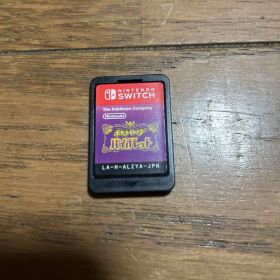 NINTENDO
SWITCH
The Pokémon Company
Nintendo
ポケットモンスター
バイオレット
LA-H-ALZYA-JPN